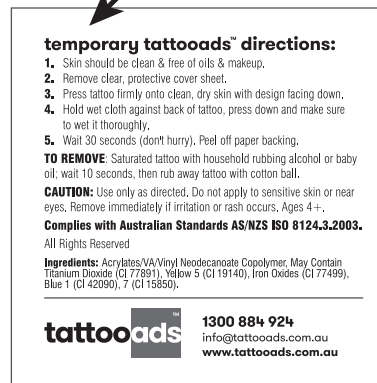 temporary tattooads™ directions:
1. Skin should be clean & free of oils & makeup.
2. Remove clear, protective cover sheet.
3. Press tattoo firmly onto clean, dry skin with design facing down.
4. Hold wet cloth against back of tattoo, press down and make sure
to wet it thoroughly.
5. Wait 30 seconds (don't hurry). Peel off paper backing.
TO REMOVE: Saturated tattoo with household rubbing alcohol or baby
oil; wait 10 seconds, then rub away tattoo with cotton ball.
CAUTION: Use only as directed. Do not apply to sensitive skin or near
eyes. Remove immediately if irritation or rash occurs. Ages 4+.
Complies with Australian Standards AS/NZS ISO 8124.3.2003.
All Rights Reserved
Ingredients: Acrylates/VA/Vinyl Neodecanoate Copolymer, May Contain
Titanium Dioxide (CI 77891), Yellow 5 (CI 19140), Iron Oxides (CI 77499),
Blue 1 (CI 42090), 7 (CI 15850).
tattooads™
1300 884 924
info@tattooads.com.au
www.tattooads.com.au